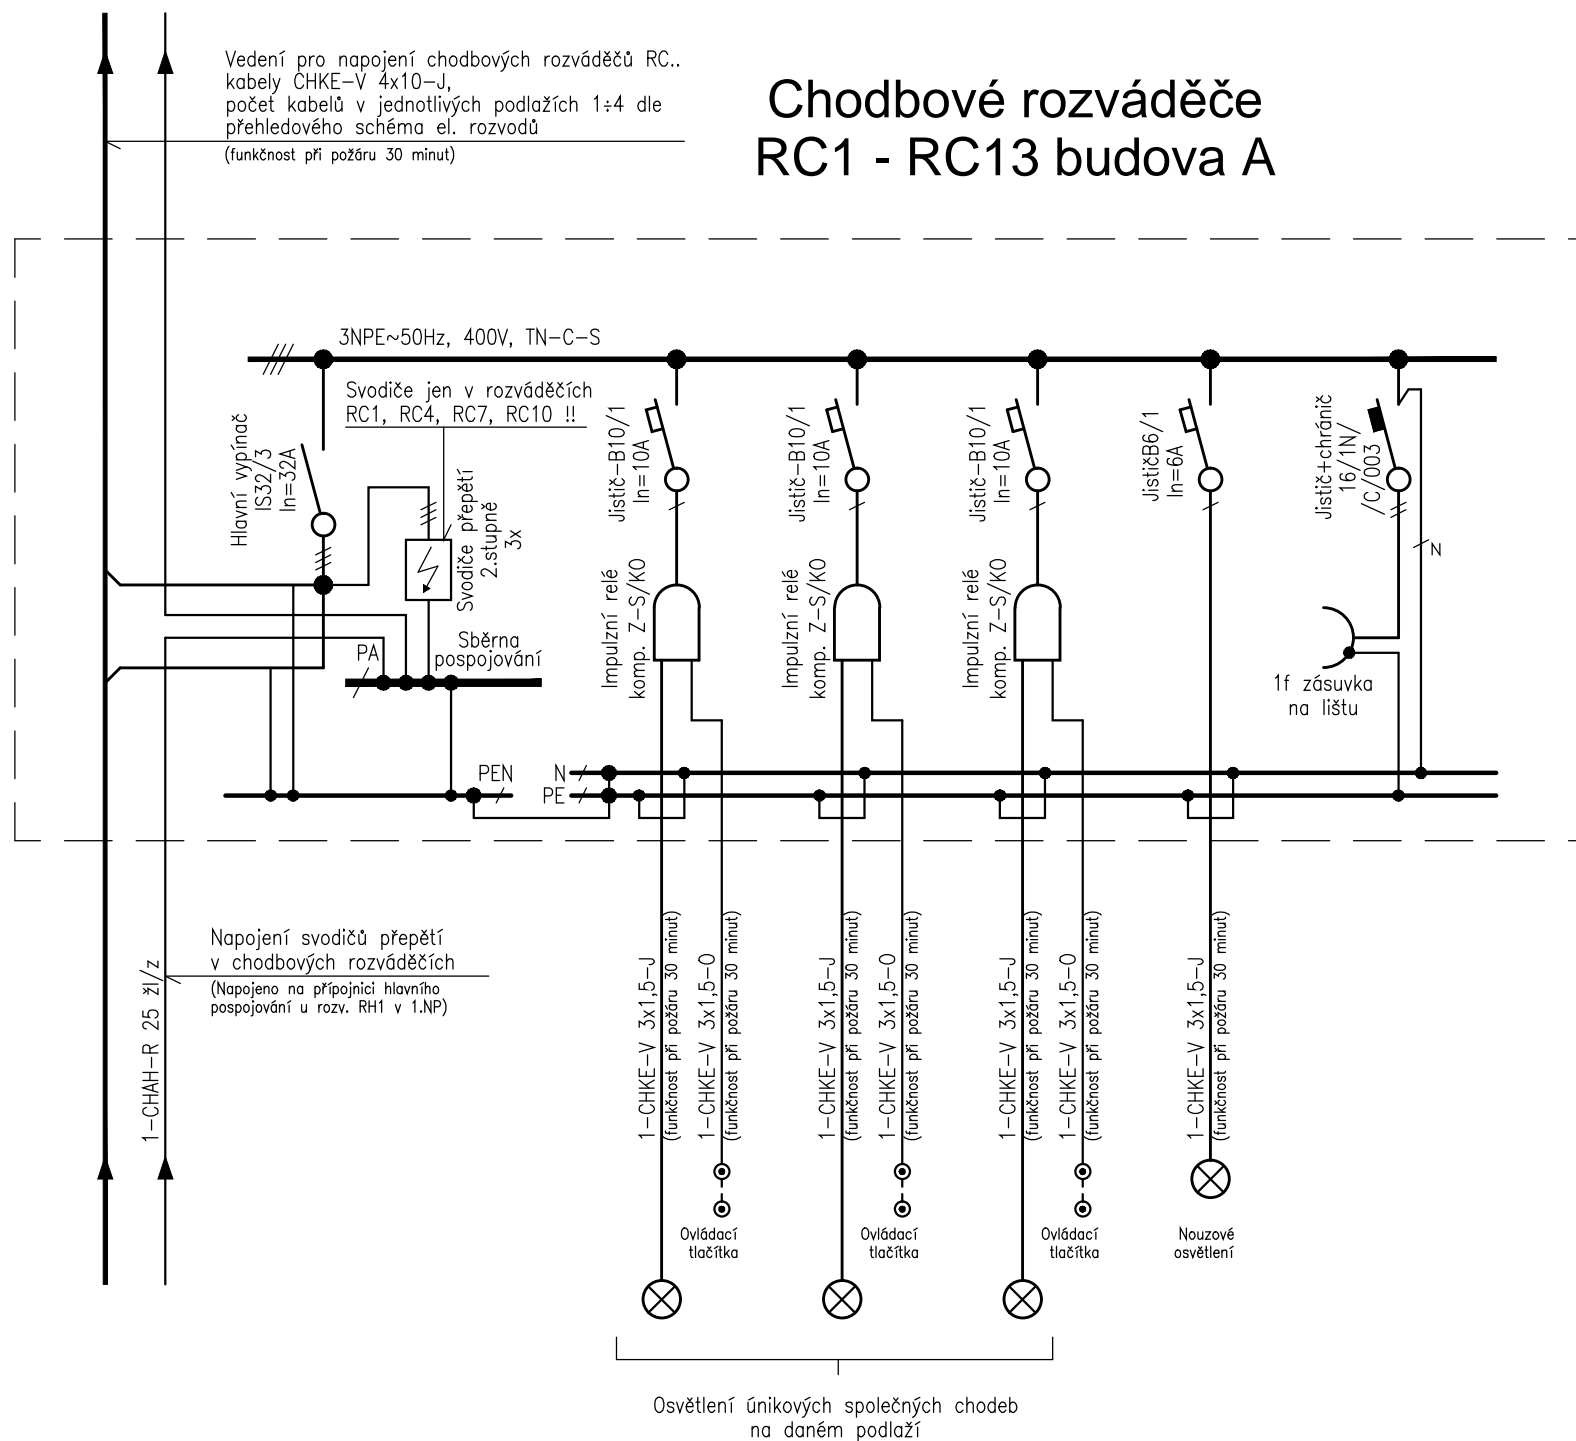 Vedení pro napojení chodbových rozváděčů RC..
kabely CHKE-V 4x10-J,
počet kabelů v jednotlivých podlažích 1÷4 dle
přehledového schéma el. rozvodů
(funkčnost při požáru 30 minut)
Chodbové rozváděče
RC1 - RC13 budova A
3NPE~50Hz, 400V, TN-C-S
Svodiče jen v rozváděčích
RC1, RC4, RC7, RC10 !!
Hlavní vypínač
IS32/3
In=32A
Svodiče přepětí
2.stupně
3x
Jistič-B10/1
In=10A
Jistič-B10/1
In=10A
Jistič-B10/1
In=10A
JističB6/1
In=6A
Jistič+chránič
16/1N/
/C/003
N
Impulzní relé
komp. Z-S/KO
Impulzní relé
komp. Z-S/KO
Impulzní relé
komp. Z-S/KO
PA
Sběrna
pospojování
1f zásuvka
na lištu
PEN
N
PE
Napojení svodičů přepětí
v chodbových rozváděčích
(Napojeno na přípojnici hlavního
pospojování u rozv. RH1 v 1.NP)
1-CHAH-R 25 žl/z
1-CHKE-V 3x1,5-J
(funkčnost při požáru 30 minut)
1-CHKE-V 3x1,5-O
(funkčnost při požáru 30 minut)
1-CHKE-V 3x1,5-J
(funkčnost při požáru 30 minut)
1-CHKE-V 3x1,5-O
(funkčnost při požáru 30 minut)
1-CHKE-V 3x1,5-J
(funkčnost při požáru 30 minut)
1-CHKE-V 3x1,5-O
(funkčnost při požáru 30 minut)
1-CHKE-V 3x1,5-J
(funkčnost při požáru 30 minut)
Ovládací
tlačítka
Ovládací
tlačítka
Ovládací
tlačítka
Nouzové
osvětlení
Osvětlení únikových společných chodeb
na daném podlaží